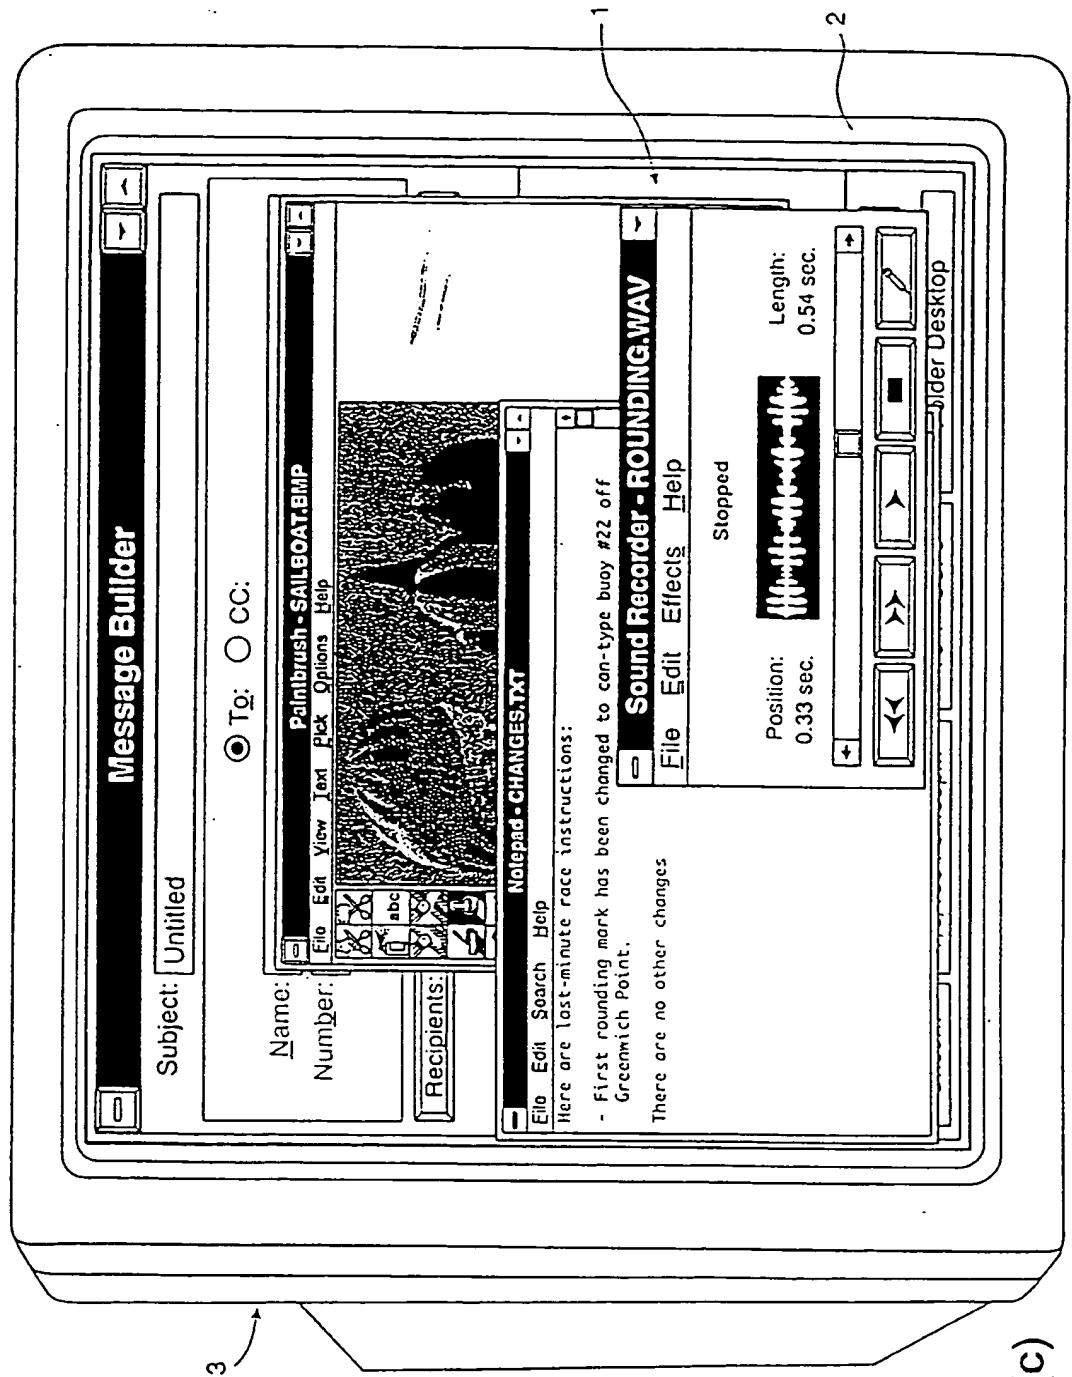 Message Builder
Subject: Untitled
To: CC:
Name:
Number:
Recipients:
Paintbrush - SAILBOAT.BMP
File Edit View Text Pick Options Help
abc
Notepad - CHANGES.TXT
File Edit Search Help
Here are last-minute race instructions:
- First rounding mark has been changed to can-type buoy #22 off
Greenwich Point.
There are no other changes
Sound Recorder - ROUNDING.WAV
File Edit Effects Help
Stopped
Position:
0.33 sec.
Length:
0.54 sec.
older Desktop
1
2
3
c)